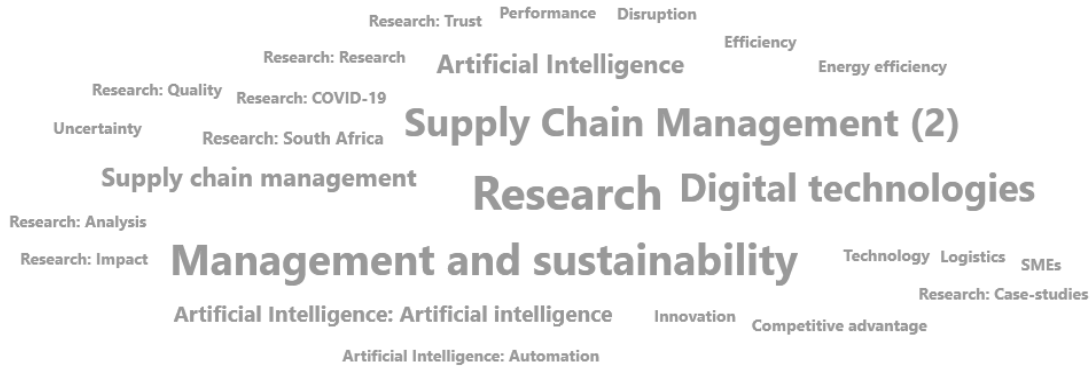 Research: Trust
Performance
Disruption
Efficiency
Research: Research
Artificial Intelligence
Energy efficiency
Research: Quality
Research: COVID-19
Supply Chain Management (2)
Uncertainty
Research: South Africa
Supply chain management
Research
Digital technologies
Research: Analysis
Research: Impact
Management and sustainability
Technology
Logistics
SMEs
Research: Case-studies
Artificial Intelligence: Artificial intelligence
Innovation
Competitive advantage
Artificial Intelligence: Automation